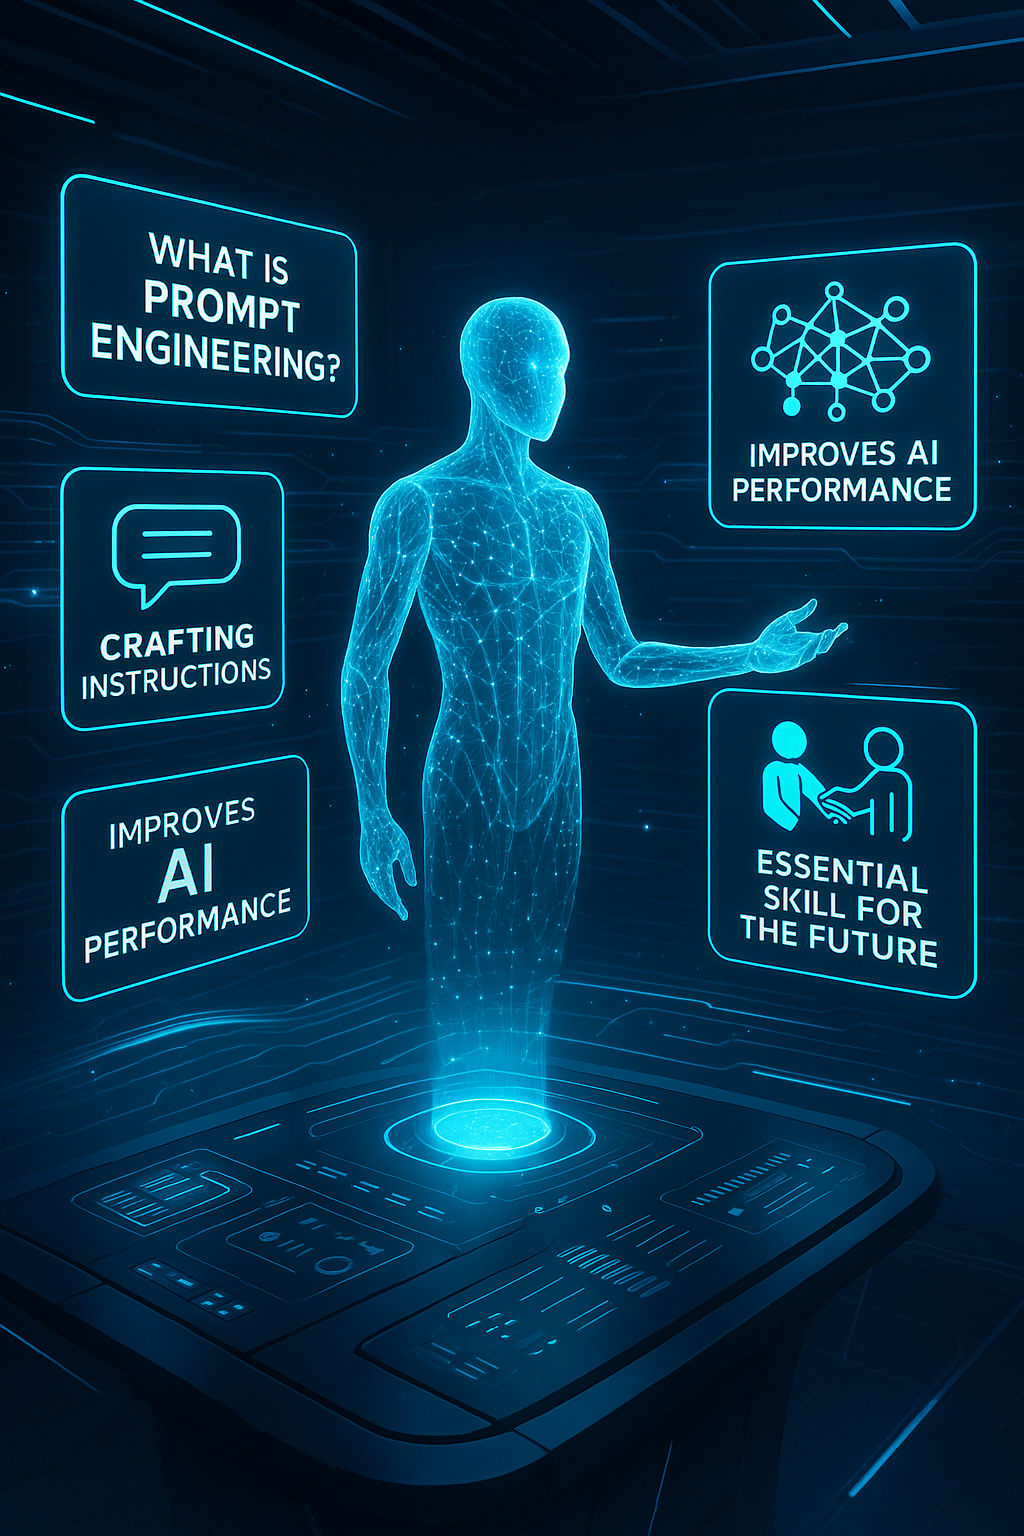 WHAT IS
PROMPT
ENGINEERING?
CRAFTING
INSTRUCTIONS
IMPROVES
AI
PERFORMANCE
IMPROVES AI
PERFORMANCE
ESSENTIAL
SKILL FOR
THE FUTURE